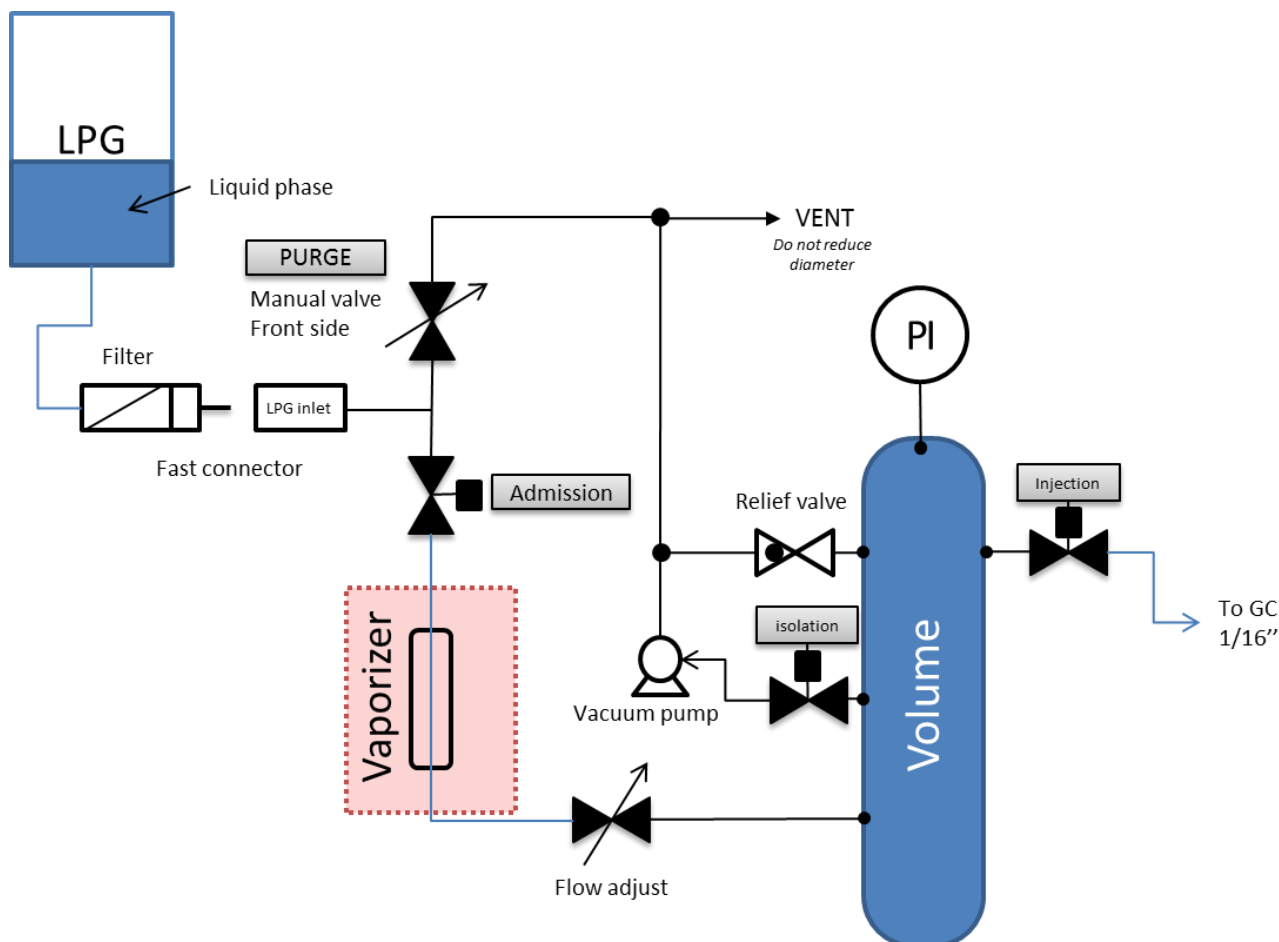 LPG
Liquid phase
VENT
Do not reduce
diameter
PURGE
Manual valve
Front side
PI
Filter
LPG inlet
Fast connector
Admission
Relief valve
Injection
To GC
1/16’’
isolation
Vaporizer
Vacuum pump
Volume
Flow adjust